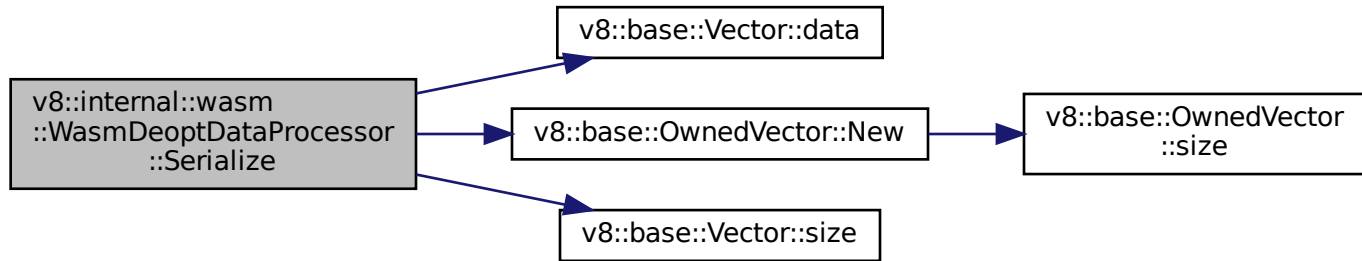 v8::internal::wasm
::WasmDeoptDataProcessor
::Serialize
v8::base::Vector::data
v8::base::OwnedVector::New
v8::base::OwnedVector
::size
v8::base::Vector::size